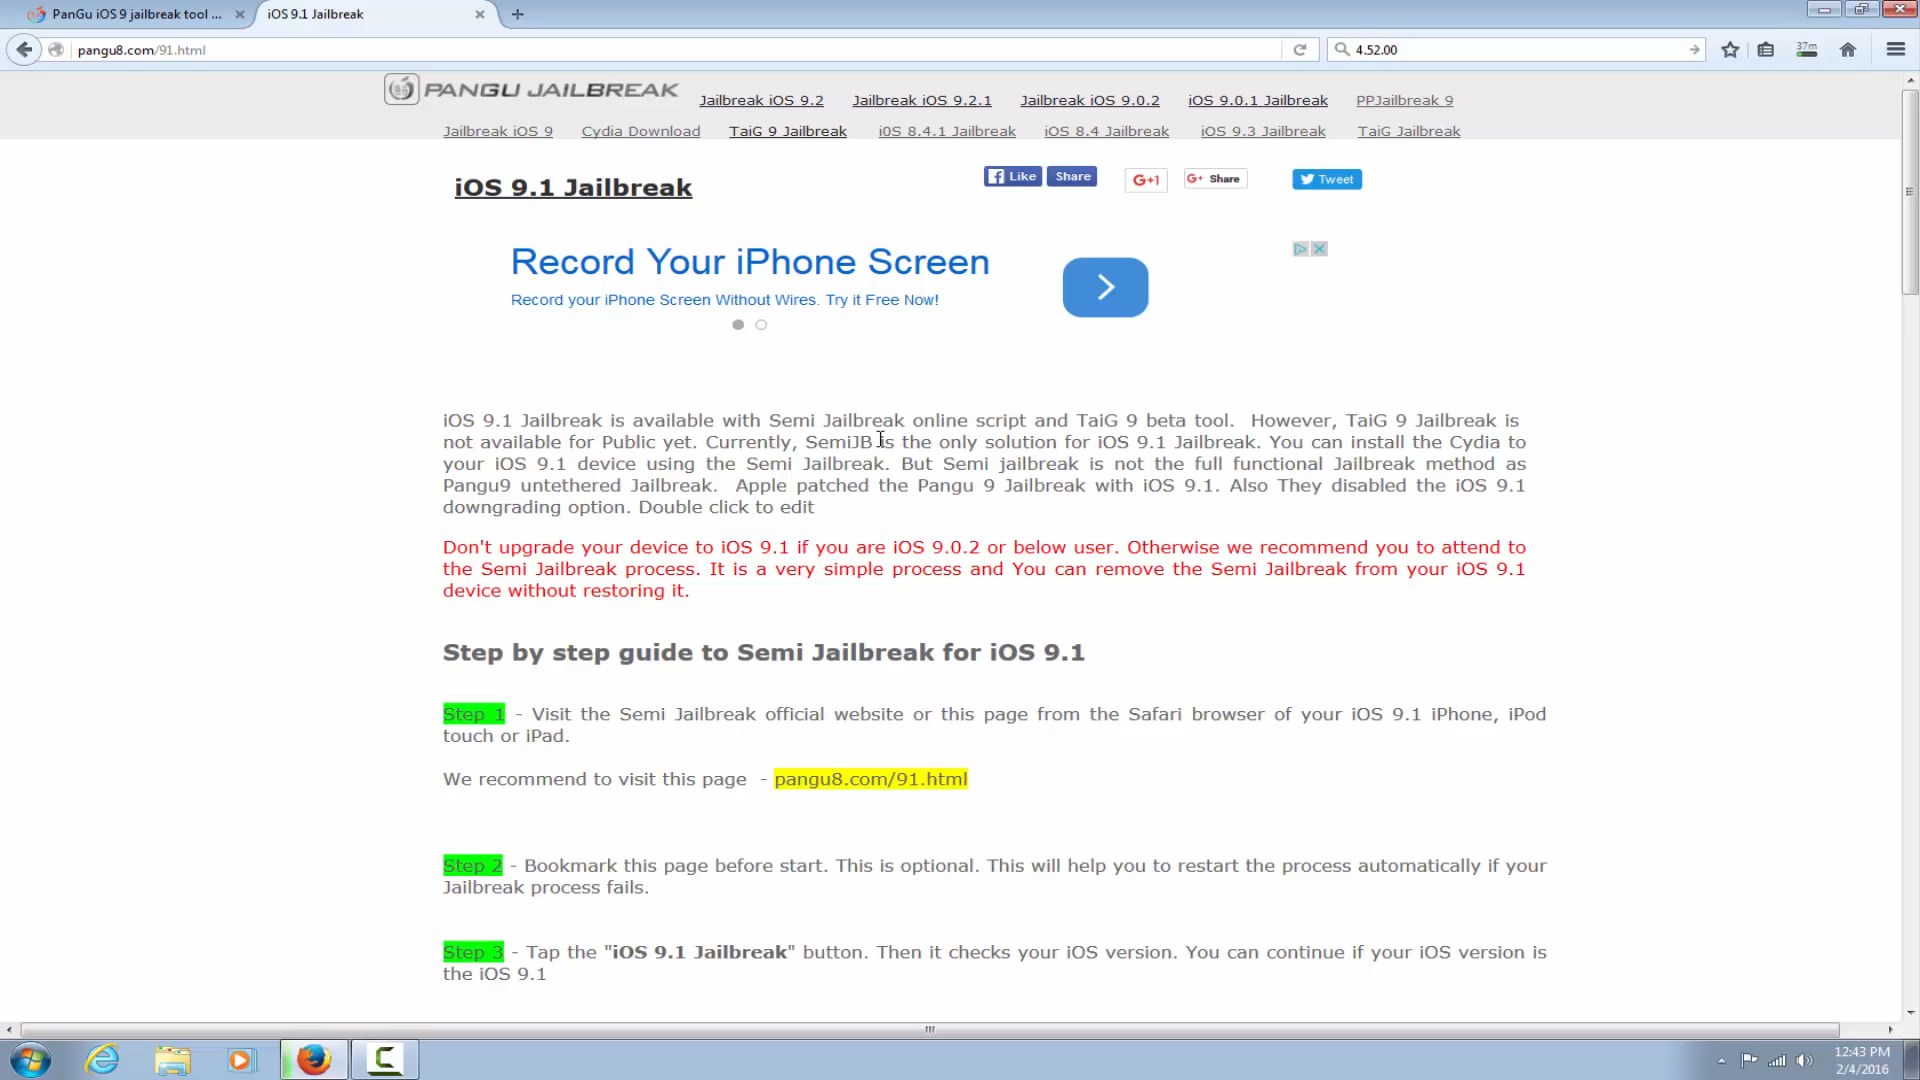 PanGu iOS 9 jailbreak tool ...
iOS 9.1 Jailbreak
pangu8.com/91.html
4.52.00
37m
PANGU JAILBREAK
Jailbreak iOS 9.2
Jailbreak iOS 9.2.1
Jailbreak iOS 9.0.2
iOS 9.0.1 Jailbreak
PPJailbreak 9
Jailbreak iOS 9
Cydia Download
TaiG 9 Jailbreak
i0S 8.4.1 Jailbreak
iOS 8.4 Jailbreak
iOS 9.3 Jailbreak
TaiG Jailbreak
iOS 9.1 Jailbreak
Like
Share
G+1
G+ Share
Tweet
Record Your iPhone Screen
Record your iPhone Screen Without Wires. Try it Free Now!
iOS 9.1 Jailbreak is available with Semi Jailbreak online script and TaiG 9 beta tool. However, TaiG 9 Jailbreak is
not available for Public yet. Currently, SemiJB is the only solution for iOS 9.1 Jailbreak. You can install the Cydia to
your iOS 9.1 device using the Semi Jailbreak. But Semi jailbreak is not the full functional Jailbreak method as
Pangu9 untethered Jailbreak. Apple patched the Pangu 9 Jailbreak with iOS 9.1. Also They disabled the iOS 9.1
downgrading option. Double click to edit
Don't upgrade your device to iOS 9.1 if you are iOS 9.0.2 or below user. Otherwise we recommend you to attend to
the Semi Jailbreak process. It is a very simple process and You can remove the Semi Jailbreak from your iOS 9.1
device without restoring it.
Step by step guide to Semi Jailbreak for iOS 9.1
Step 1 - Visit the Semi Jailbreak official website or this page from the Safari browser of your iOS 9.1 iPhone, iPod
touch or iPad.
We recommend to visit this page - pangu8.com/91.html
Step 2 - Bookmark this page before start. This is optional. This will help you to restart the process automatically if your
Jailbreak process fails.
Step 3 - Tap the "iOS 9.1 Jailbreak" button. Then it checks your iOS version. You can continue if your iOS version is
the iOS 9.1
12:43 PM
2/4/2016